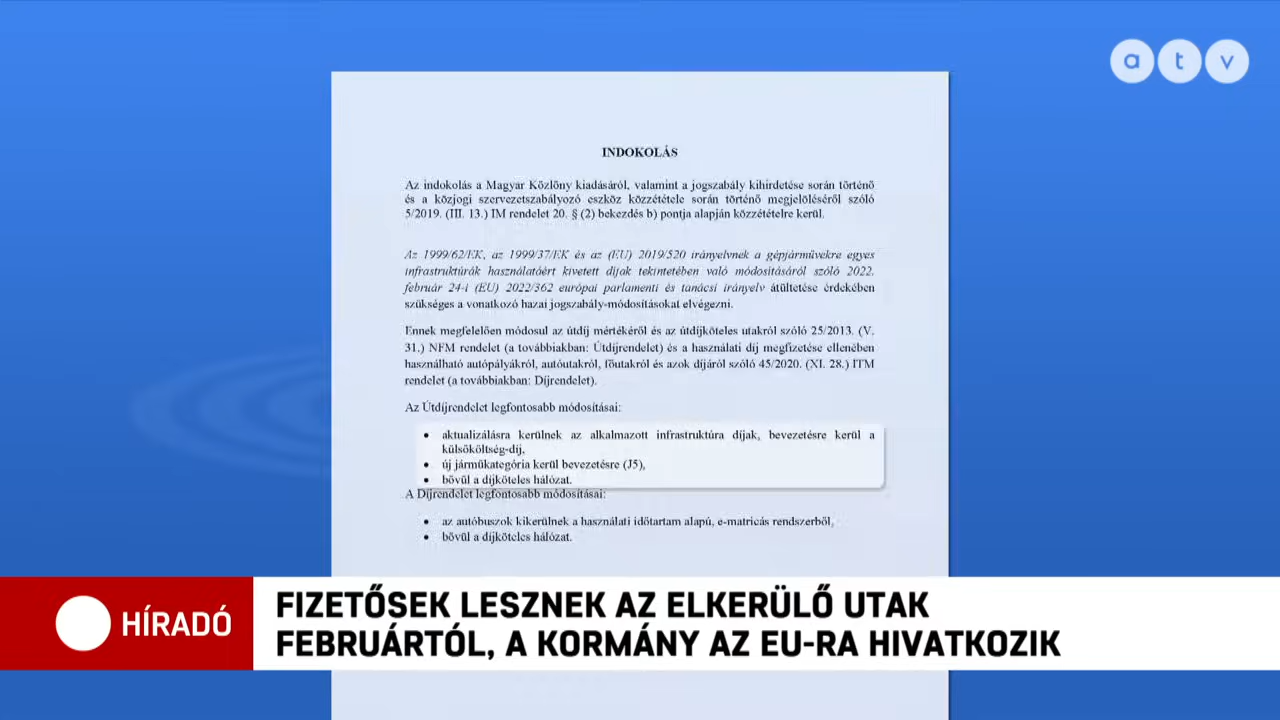 atv
INDOKOLÁS
Az indokolás a Magyar Közlöny kiadásáról, valamint a jogszabály kihirdetése során történő
és a közjogi szervezetszabályozó eszköz közzététele során történő megjelöléséről szóló
5/2019. (III. 13.) IM rendelet 20. § (2) bekezdés b) pontja alapján közzétételre kerül.
Az 1999/62/EK, az 1999/37/EK és az (EU) 2019/520 irányelvnek a gépjárművekre egyes
infrastruktúrák használatáért kivetett díjak tekintetében való módosításáról szóló 2022.
február 24-i (EU) 2022/362 európai parlamenti és tanácsi irányelv átültetése érdekében
szükséges a vonatkozó hazai jogszabály-módosításokat elvégezni.
Ennek megfelelően módosul az útdíj mértékéről és az útdíjköteles utakról szóló 25/2013. (V.
31.) NFM rendelet (a továbbiakban: Útdíjrendelet) és a használati díj megfizetése ellenében
használható autópályákról, autóutakról, főutakról és azok díjáról szóló 45/2020. (XI. 28.) ITM
rendelet (a továbbiakban: Díjrendelet).
Az Útdíjrendelet legfontosabb módosításai:
• aktualizálásra kerülnek az alkalmazott infrastruktúra díjak, bevezetésre kerül a
külsőköltség-díj,
• új járműkategória kerül bevezetésre (J5),
• bővül a díjköteles hálózat.
A Díjrendelet legfontosabb módosításai:
• az autóbuszok kikerülnek a használati időtartam alapú, e-matricás rendszerből,
• bővül a díjköteles hálózat.
HÍRADÓ
FIZETŐSEK LESZNEK AZ ELKERÜLŐ UTAK
FEBRUÁRTÓL, A KORMÁNY AZ EU-RA HIVATKOZIK